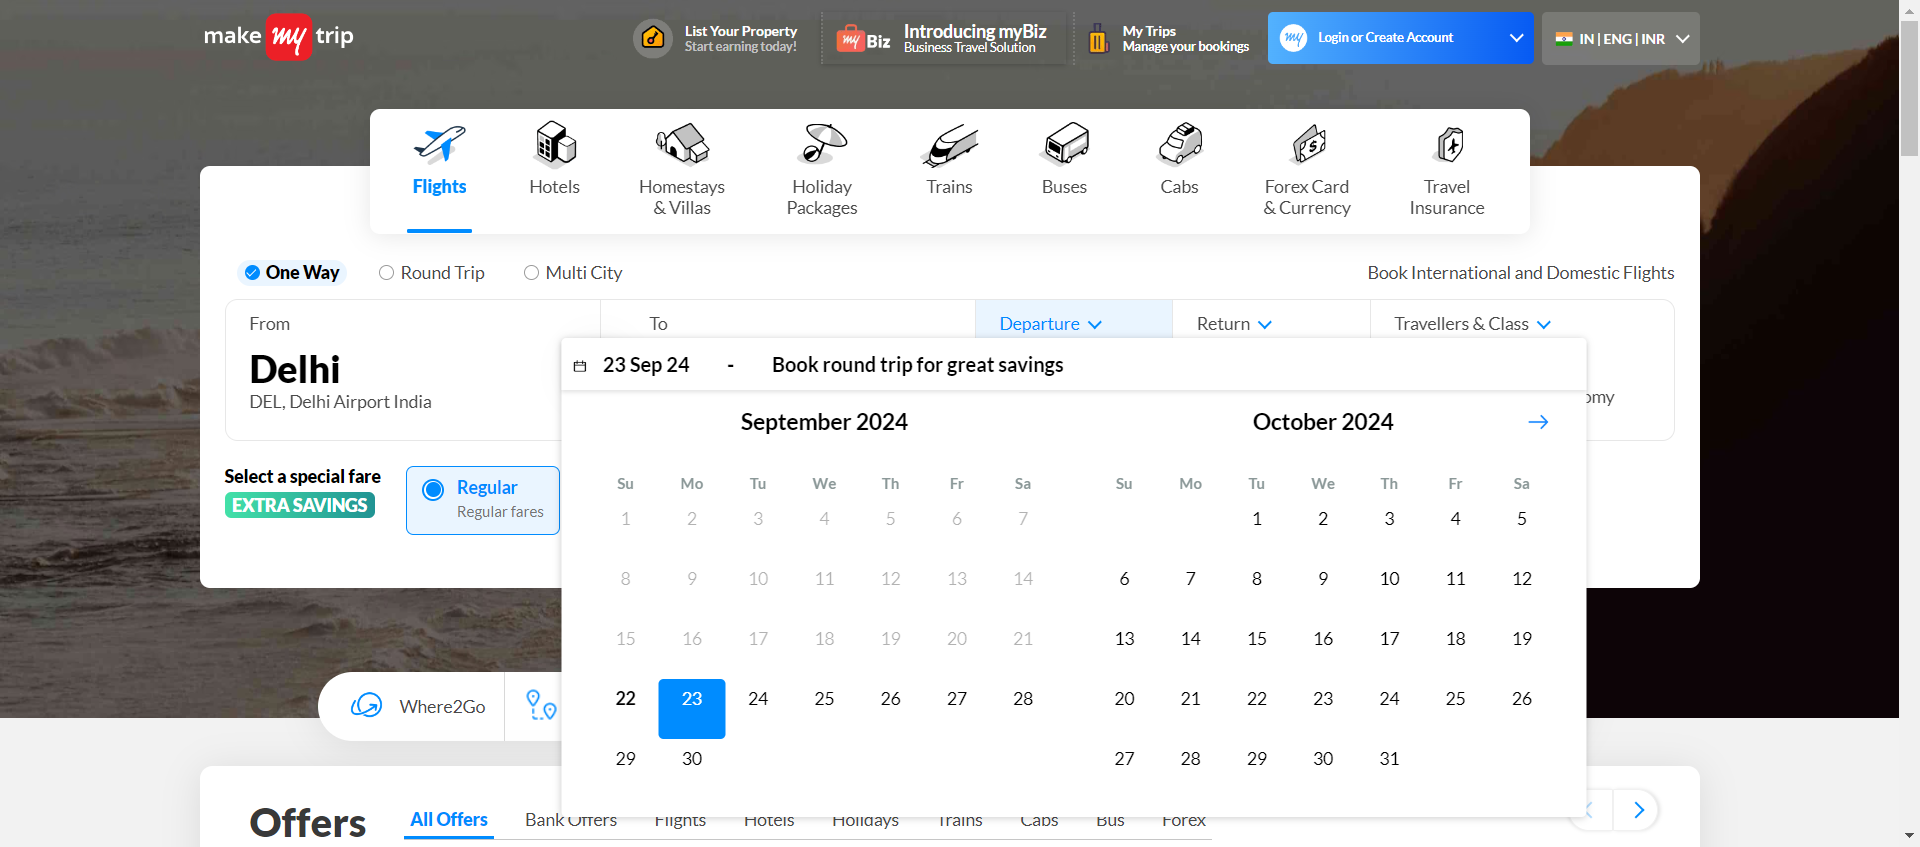 make my trip
List Your Property
Start earning today!
my Biz
Introducing myBiz
Business Travel Solution
My Trips
Manage your bookings
my
Login or Create Account
IN | ENG | INR
Flights
Hotels
Homestays
& Villas
Holiday
Packages
Trains
Buses
Cabs
Forex Card
& Currency
Travel
Insurance
One Way
Round Trip
Multi City
Book International and Domestic Flights
From
To
Departure
Return
Travellers & Class
Delhi
DEL, Delhi Airport India
23 Sep 24 - Book round trip for great savings
September 2024
Su Mo Tu We Th Fr Sa
1 2 3 4 5 6 7
8 9 10 11 12 13 14
15 16 17 18 19 20 21
22 23 24 25 26 27 28
29 30
October 2024
Su Mo Tu We Th Fr Sa
1 2 3 4 5
6 7 8 9 10 11 12
13 14 15 16 17 18 19
20 21 22 23 24 25 26
27 28 29 30 31
Select a special fare
EXTRA SAVINGS
Regular
Regular fares
Where2Go
Offers
All Offers
Bank Offers
Flights
Hotels
Holidays
Trains
Cabs
Bus
Forex